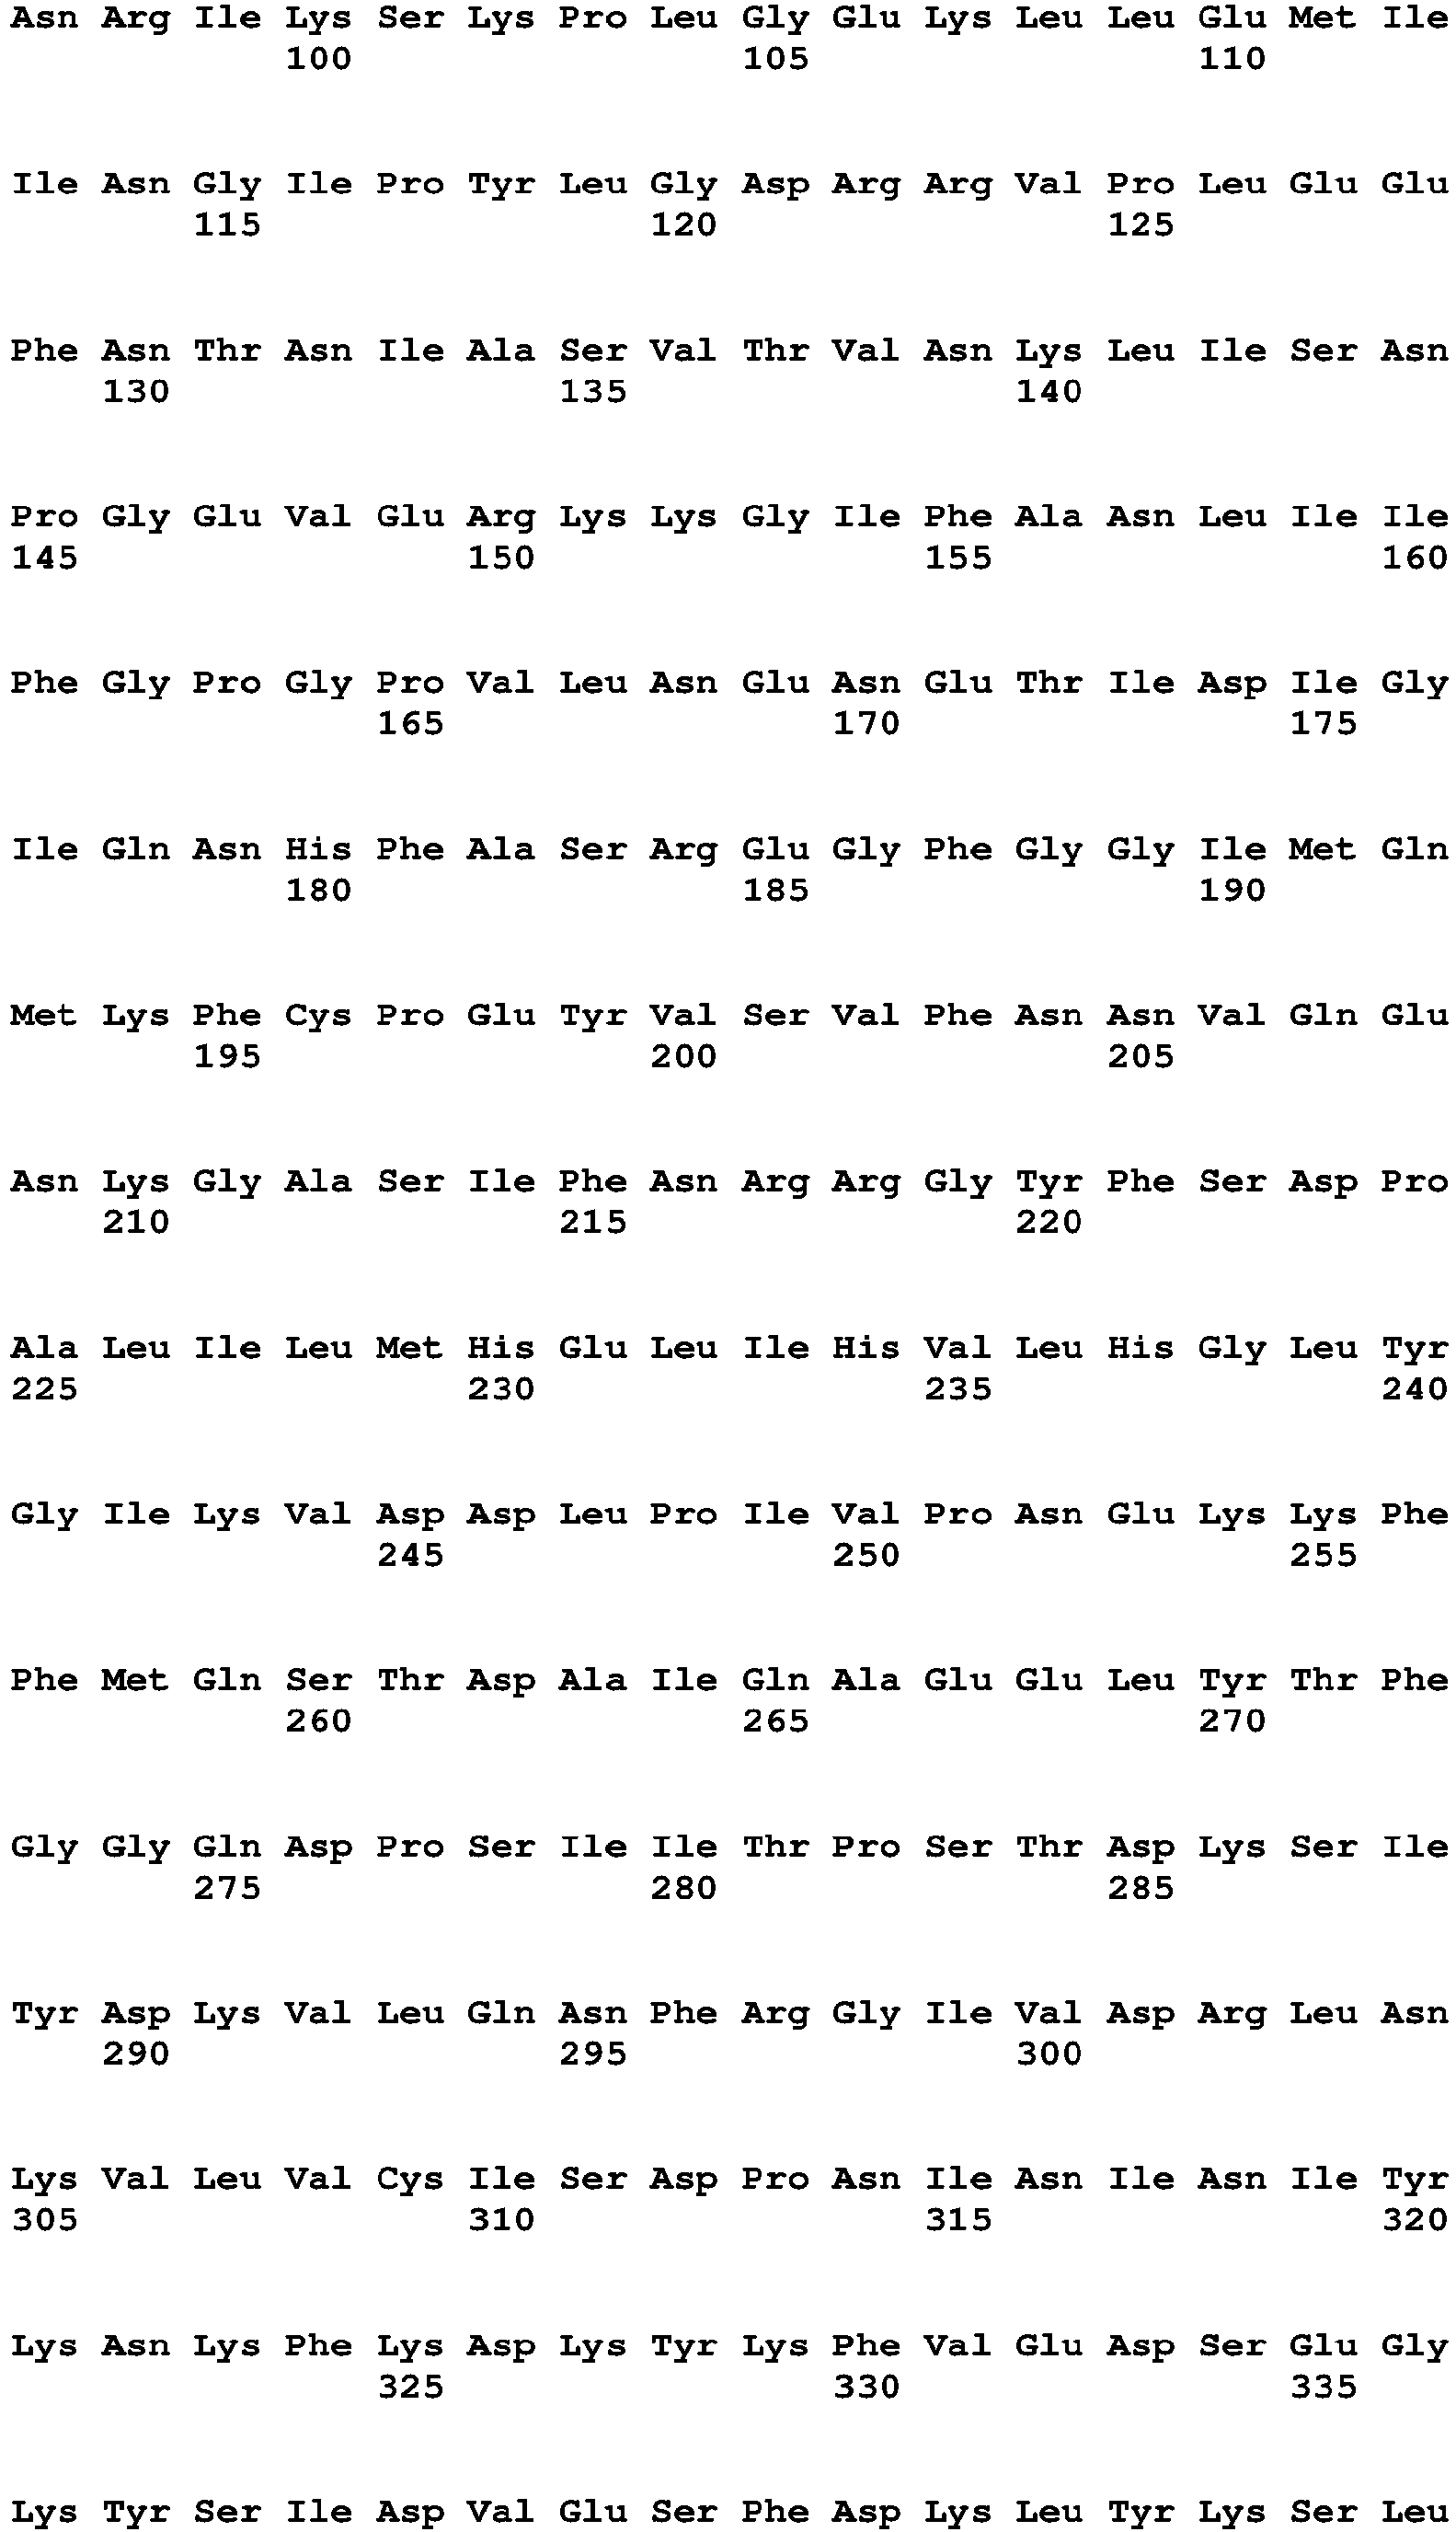 Asn Arg Ile Lys Ser Lys Pro Leu Gly Glu Lys Leu Leu Glu Met Ile
100 105 110
Ile Asn Gly Ile Pro Tyr Leu Gly Asp Arg Arg Val Pro Leu Glu Glu
115 120 125
Phe Asn Thr Asn Ile Ala Ser Val Thr Val Asn Lys Leu Ile Ser Asn
130 135 140
Pro Gly Glu Val Glu Arg Lys Lys Gly Ile Phe Ala Asn Leu Ile Ile
145 150 155 160
Phe Gly Pro Gly Pro Val Leu Asn Glu Asn Glu Thr Ile Asp Ile Gly
165 170 175
Ile Gln Asn His Phe Ala Ser Arg Glu Gly Phe Gly Gly Ile Met Gln
180 185 190
Met Lys Phe Cys Pro Glu Tyr Val Ser Val Phe Asn Asn Val Gln Glu
195 200 205
Asn Lys Gly Ala Ser Ile Phe Asn Arg Arg Gly Tyr Phe Ser Asp Pro
210 215 220
Ala Leu Ile Leu Met His Glu Leu Ile His Val Leu His Gly Leu Tyr
225 230 235 240
Gly Ile Lys Val Asp Asp Leu Pro Ile Val Pro Asn Glu Lys Lys Phe
245 250 255
Phe Met Gln Ser Thr Asp Ala Ile Gln Ala Glu Glu Leu Tyr Thr Phe
260 265 270
Gly Gly Gln Asp Pro Ser Ile Ile Thr Pro Ser Thr Asp Lys Ser Ile
275 280 285
Tyr Asp Lys Val Leu Gln Asn Phe Arg Gly Ile Val Asp Arg Leu Asn
290 295 300
Lys Val Leu Val Cys Ile Ser Asp Pro Asn Ile Asn Ile Asn Ile Tyr
305 310 315 320
Lys Asn Lys Phe Lys Asp Lys Tyr Lys Phe Val Glu Asp Ser Glu Gly
325 330 335
Lys Tyr Ser Ile Asp Val Glu Ser Phe Asp Lys Leu Tyr Lys Ser Leu